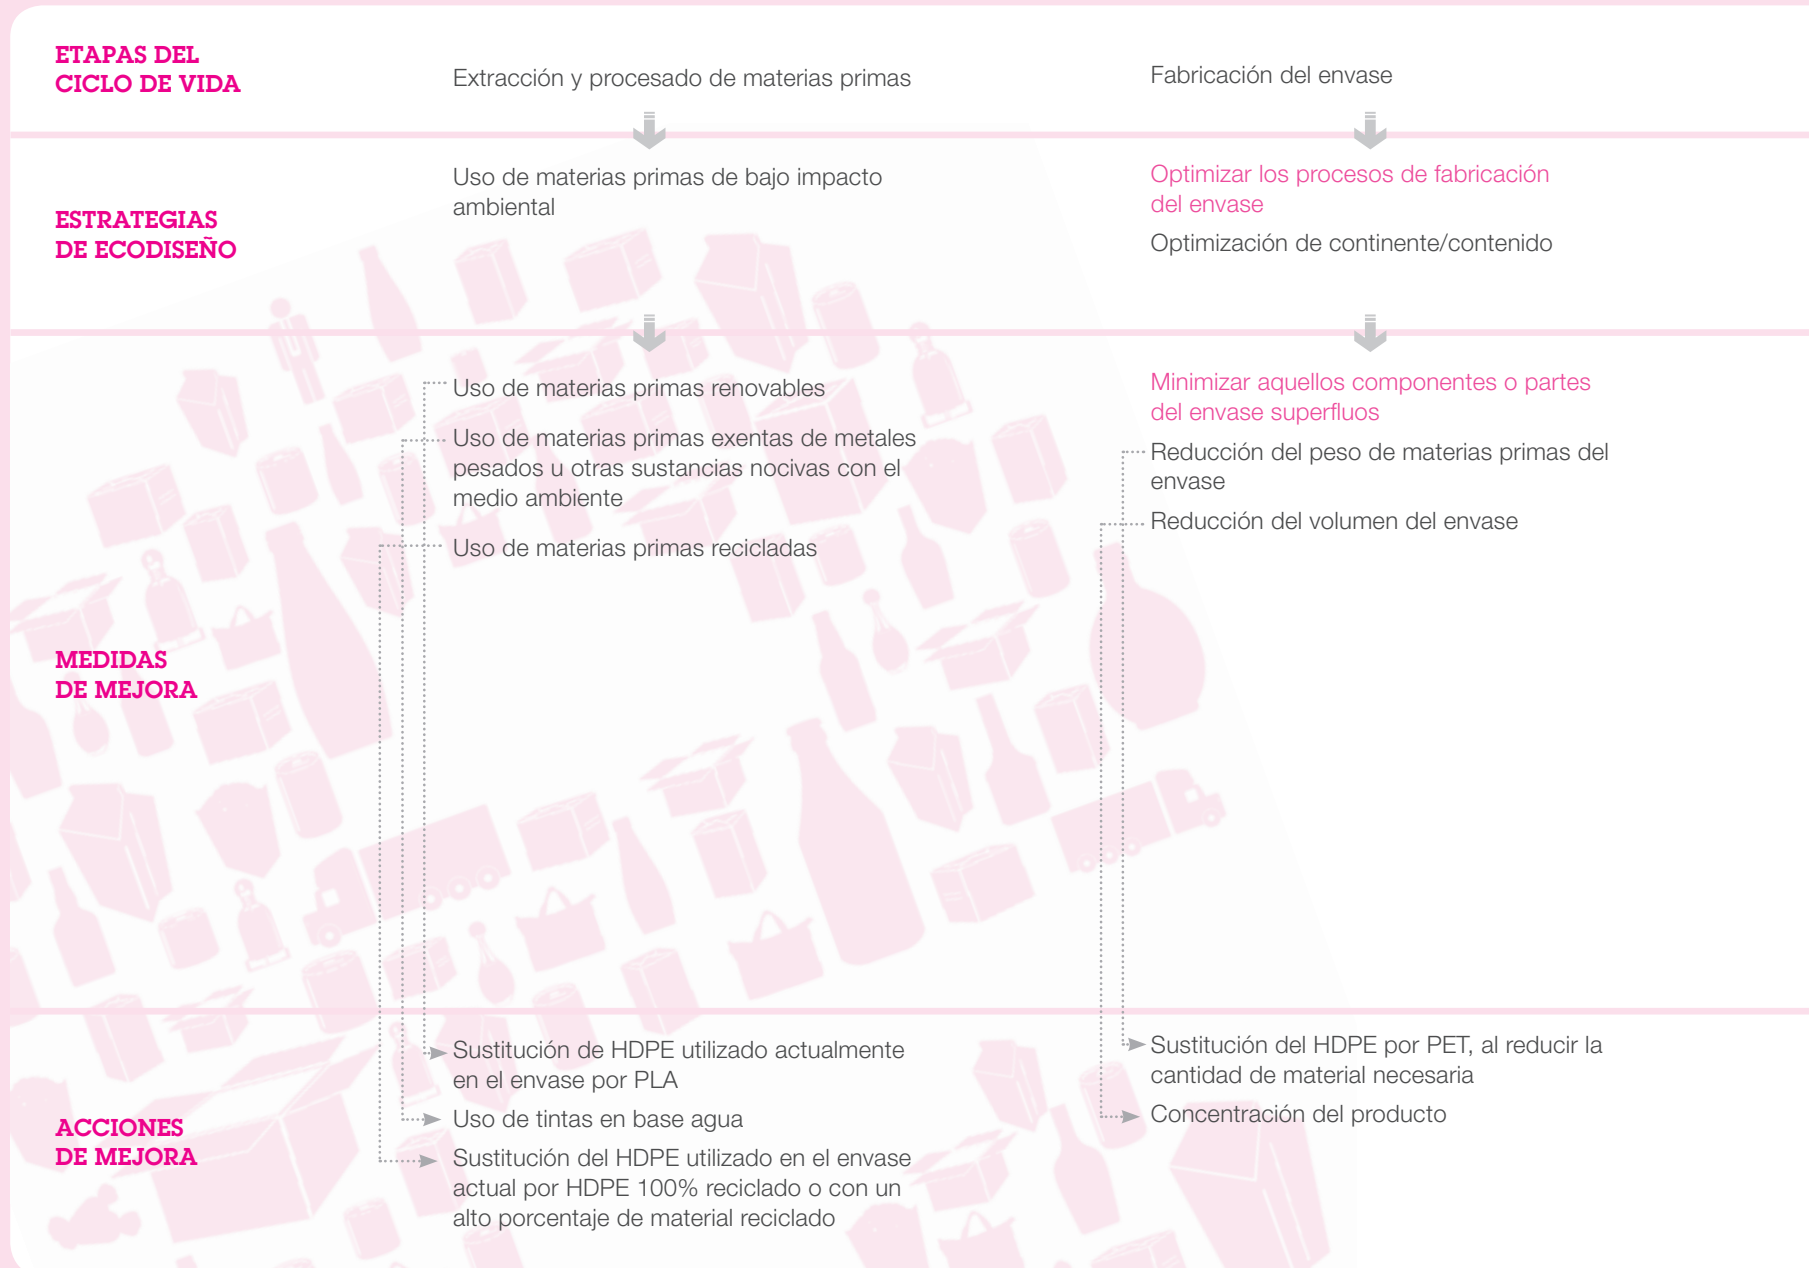 ETAPAS DEL
CICLO DE VIDA
Extracción y procesado de materias primas
Fabricación del envase
ESTRATEGIAS
DE ECODISEÑO
Uso de materias primas de bajo impacto
ambiental
Optimizar los procesos de fabricación
del envase
Optimización de continente/contenido
MEDIDAS
DE MEJORA
Uso de materias primas renovables
Uso de materias primas exentas de metales
pesados u otras sustancias nocivas con el
medio ambiente
Uso de materias primas recicladas
Minimizar aquellos componentes o partes
del envase superfluos
Reducción del peso de materias primas del
envase
Reducción del volumen del envase
ACCIONES
DE MEJORA
Sustitución de HDPE utilizado actualmente
en el envase por PLA
Uso de tintas en base agua
Sustitución del HDPE utilizado en el envase
actual por HDPE 100% reciclado o con un
alto porcentaje de material reciclado
Sustitución del HDPE por PET, al reducir la
cantidad de material necesaria
Concentración del producto